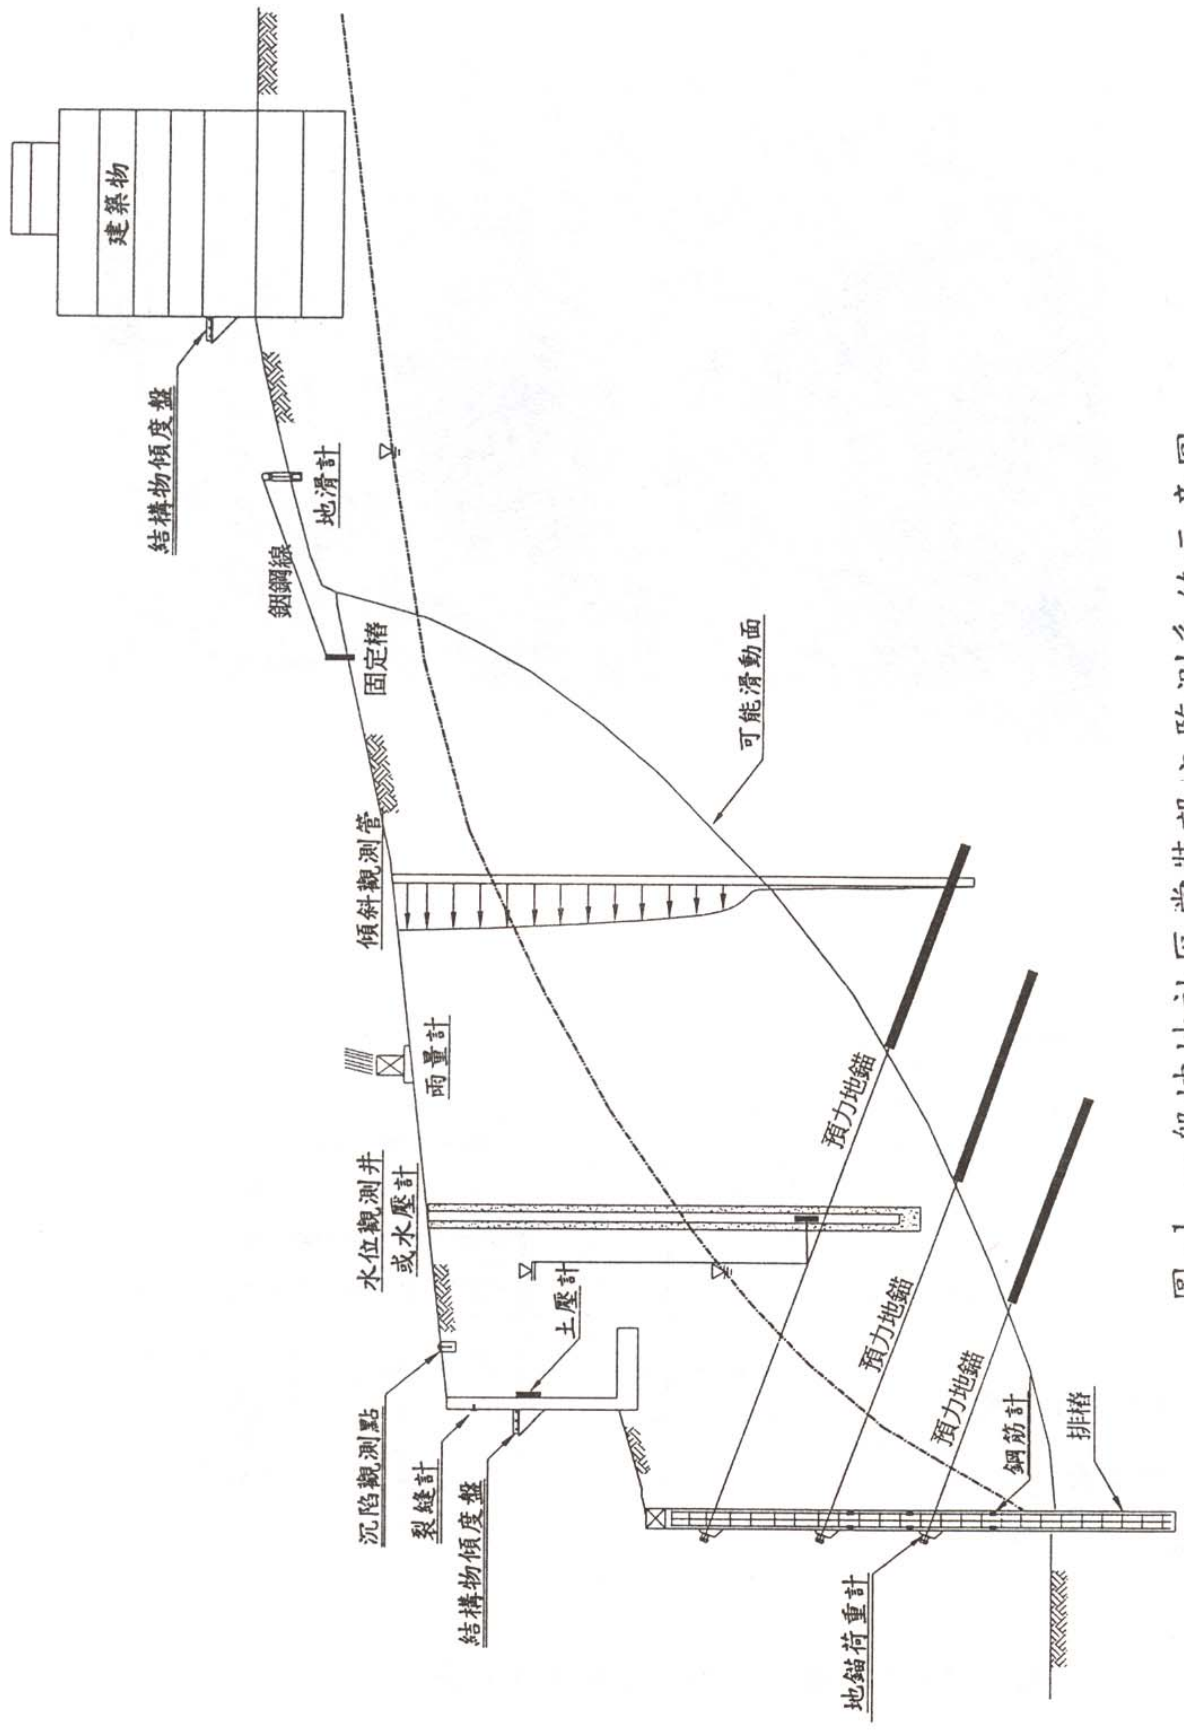 建築物
結構物傾度盤
銦鋼線
地滑計
固定樁
傾斜觀測管
雨量計
水位觀測井
或水壓計
沉陷觀測點
裂縫計
結構物傾度盤
土壓計
可能滑動面
預力地錨
預力地錨
預力地錨
地錨荷重計
鋼筋計
排樁